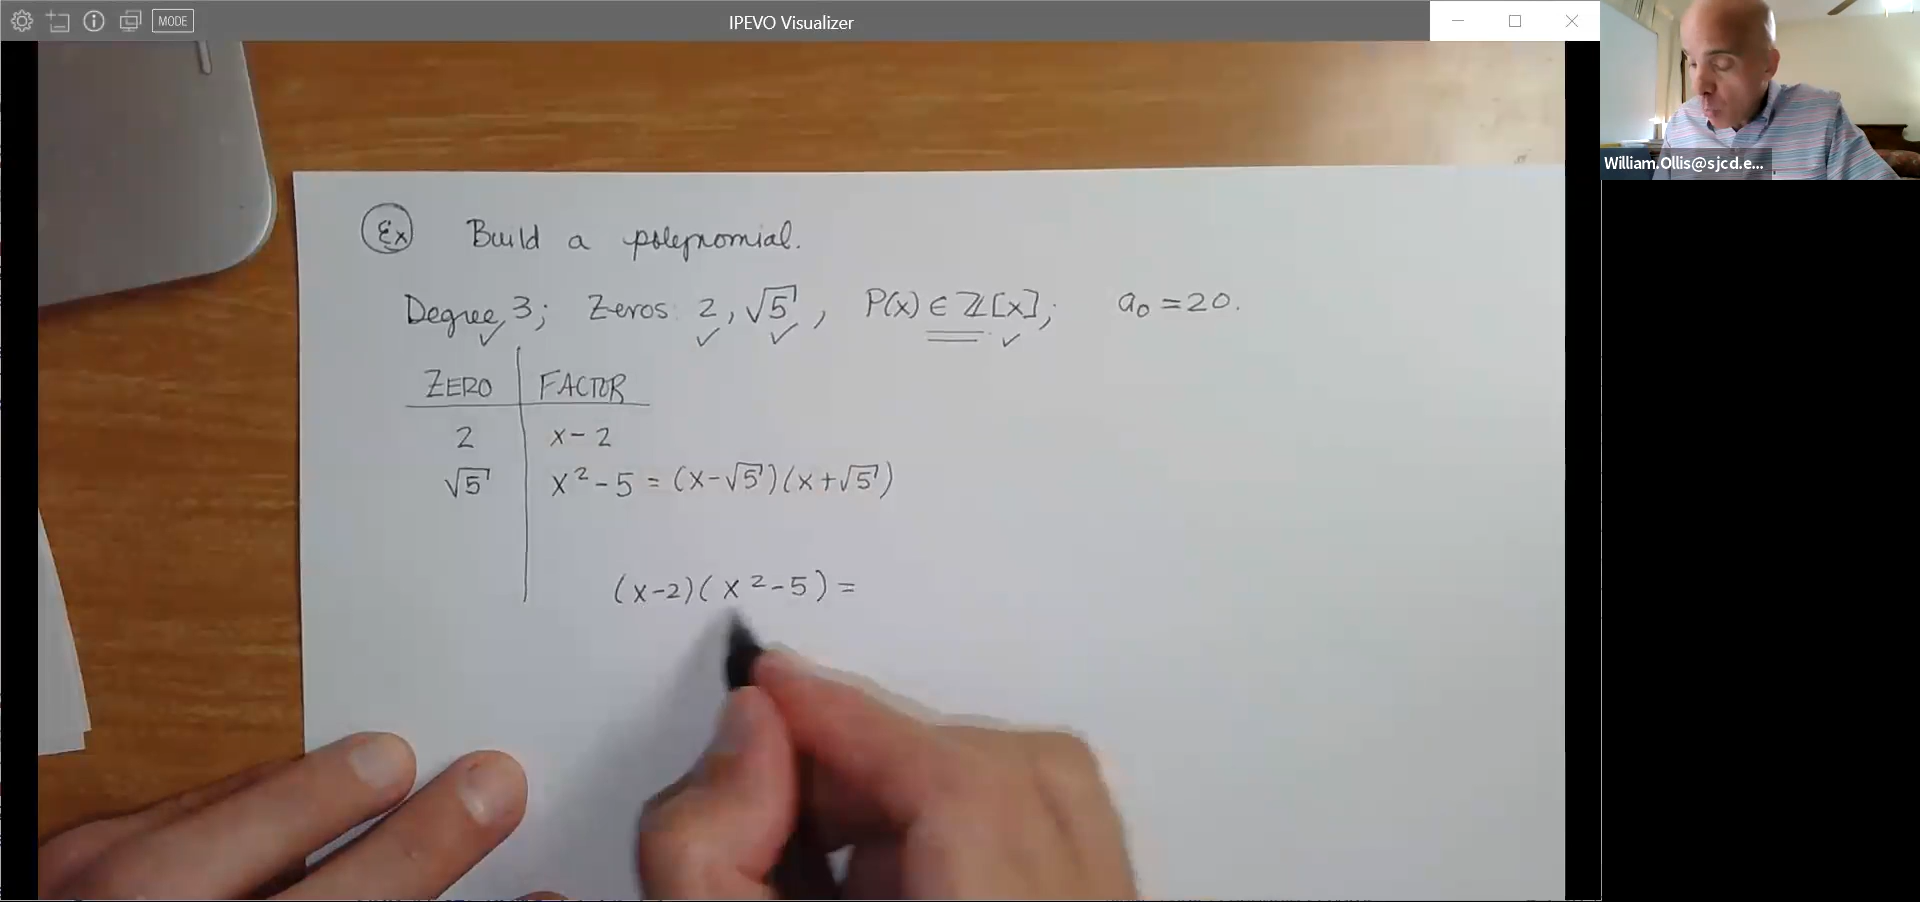 MODE
IPEVO Visualizer
William.Ollis@sjcd.e...
Ex Build a polynomial.
Degree 3; Zeros: 2, √5, P(x) ∈ ℤ[x]; a₀ = 20.
ZERO FACTOR
2 x - 2
√5 x² - 5 = (x-√5)(x+√5)
(x-2)(x²-5) =